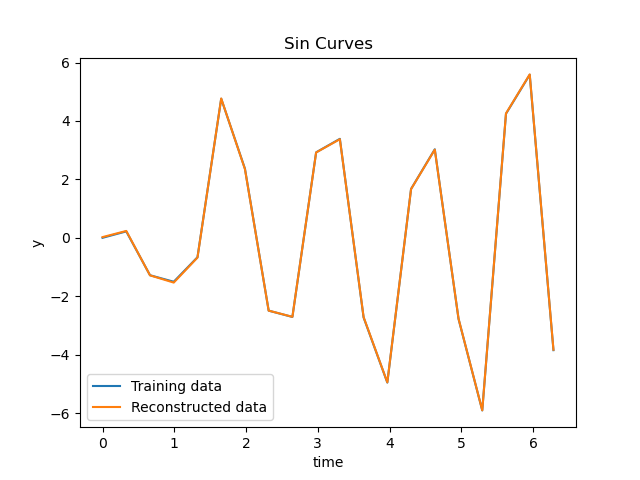 Sin Curves
6
4
2
0
−2
−4
−6
y
Training data
Reconstructed data
0 1 2 3 4 5 6
time